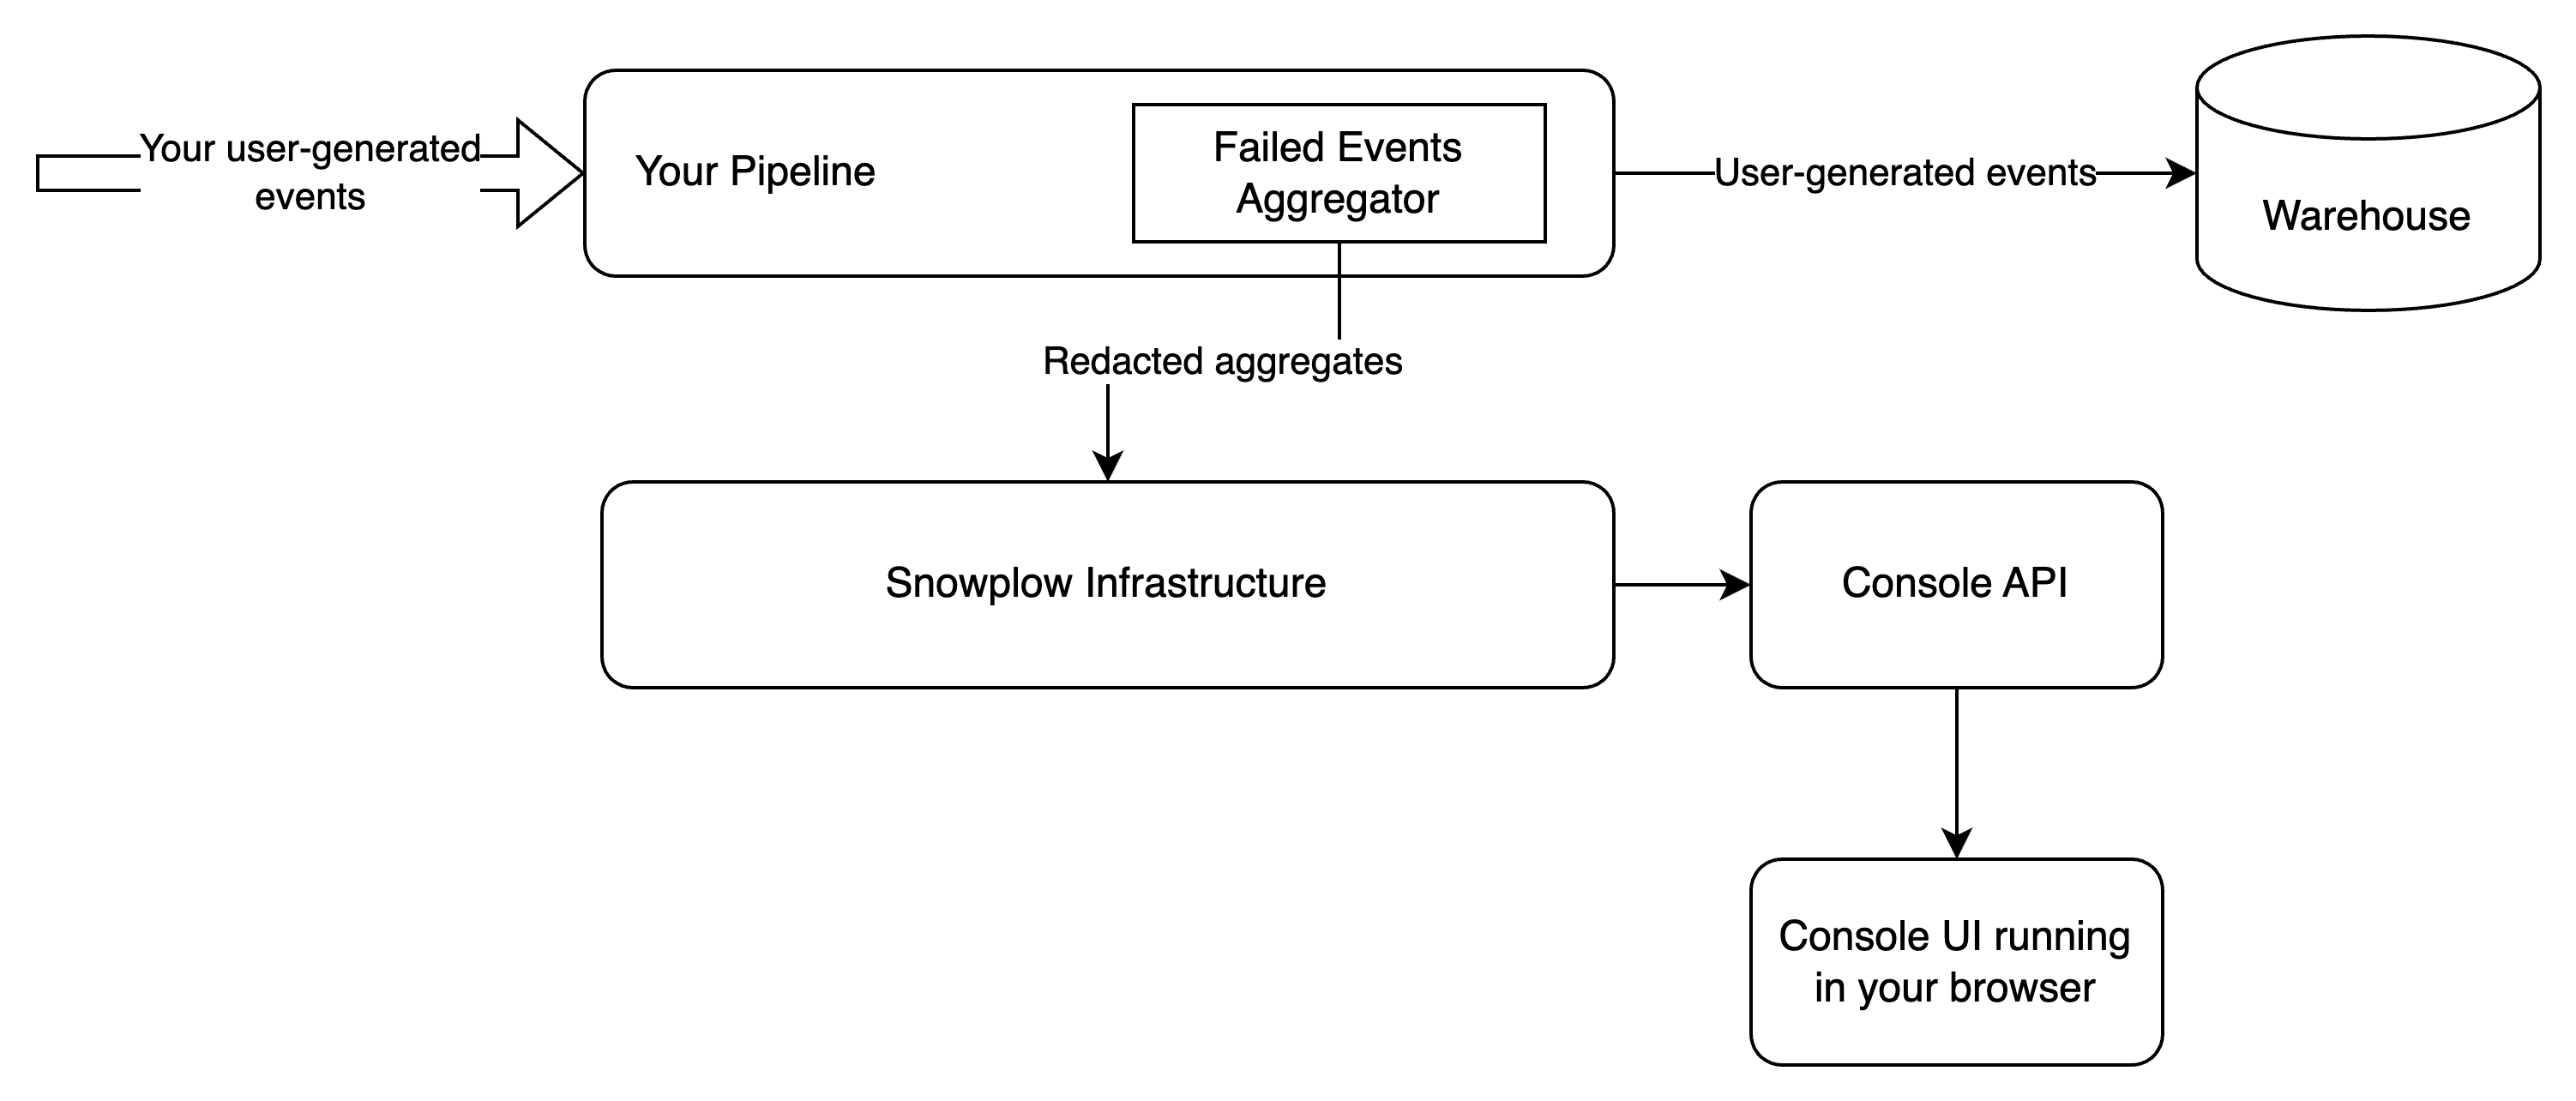 Your user-generated
events
Your Pipeline
Failed Events
Aggregator
User-generated events
Warehouse
Redacted aggregates
Snowplow Infrastructure
Console API
Console UI running
in your browser